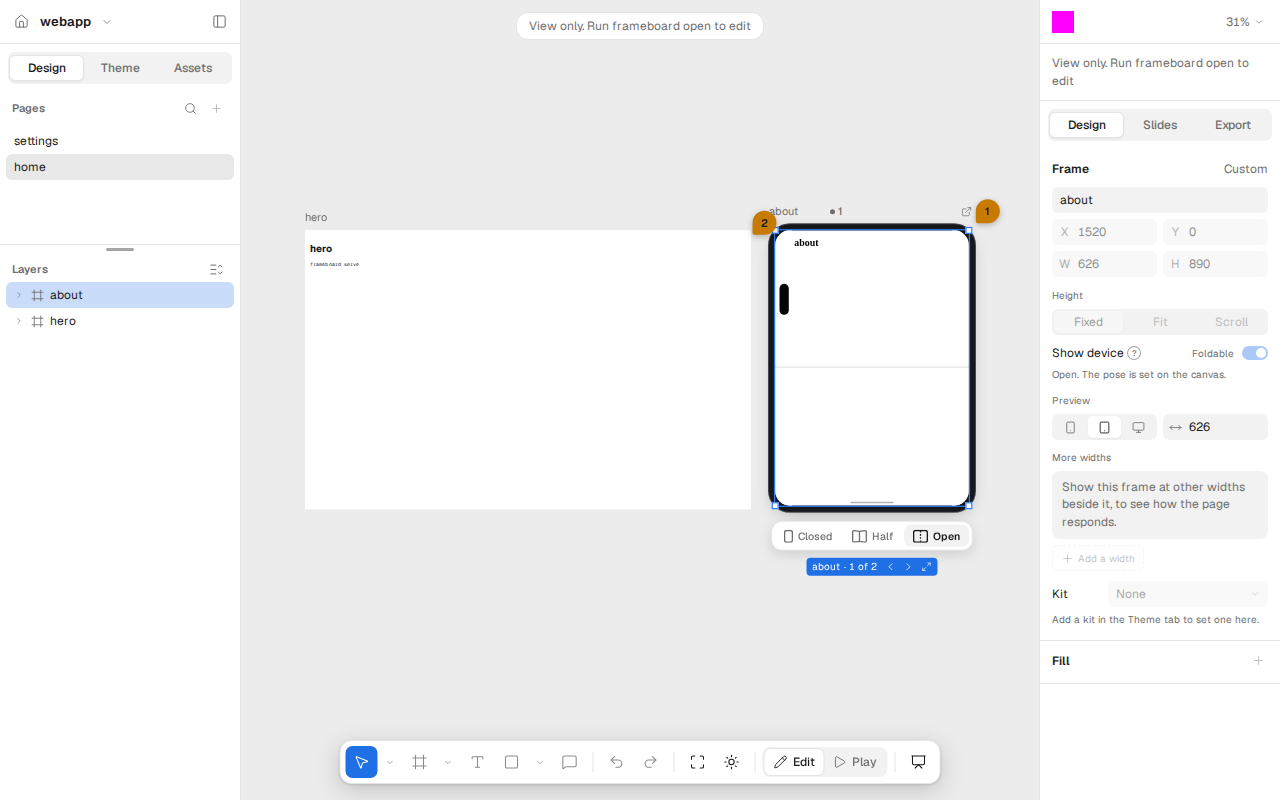 webapp
View only. Run frameboard open to edit
31%
View only. Run frameboard open to
edit
Design
Theme
Assets
Pages
settings
home
Layers
about
hero
hero
hero
frameboard serve
about
1
1
2
about
Closed
Half
Open
about · 1 of 2
Edit
Play
Design
Slides
Export
Frame
Custom
about
X 1520
Y 0
W 626
H 890
Height
Fixed
Fit
Scroll
Show device ?
Foldable
Open. The pose is set on the canvas.
Preview
626
More widths
Show this frame at other widths
beside it, to see how the page
responds.
Add a width
Kit
None
Add a kit in the Theme tab to set one here.
Fill